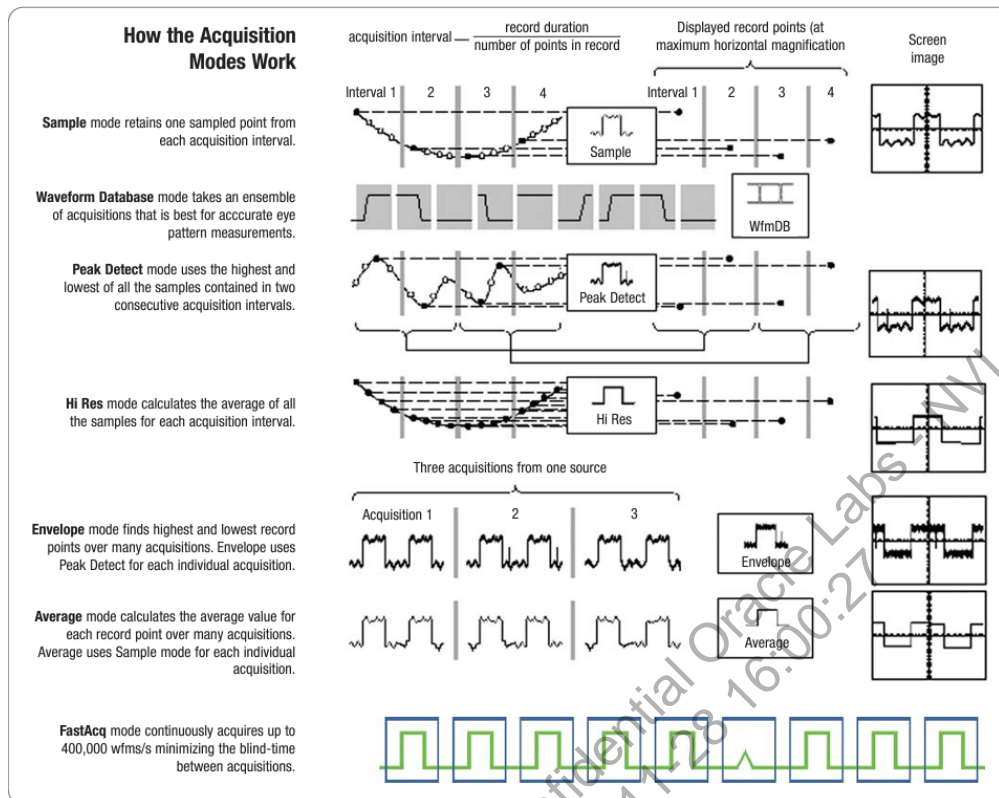 How the Acquisition
Modes Work
acquisition interval — record duration
number of points in record
Displayed record points (at
maximum horizontal magnification
Screen
image
Interval 1 2 3 4
Interval 1 2 3 4
Sample mode retains one sampled point from
each acquisition interval.
Sample
Waveform Database mode takes an ensemble
of acquisitions that is best for acccurate eye
pattern measurements.
WfmDB
Peak Detect mode uses the highest and
lowest of all the samples contained in two
consecutive acquisition intervals.
Peak Detect
Hi Res mode calculates the average of all
the samples for each acquisition interval.
Hi Res
Three acquisitions from one source
Acquisition 1 2 3
Envelope mode finds highest and lowest record
points over many acquisitions. Envelope uses
Peak Detect for each individual acquisition.
Envelope
Average mode calculates the average value for
each record point over many acquisitions.
Average uses Sample mode for each individual
acquisition.
Average
FastAcq mode continuously acquires up to
400,000 wfms/s minimizing the blind-time
between acquisitions.
Oracle Labs - NVI
16:00:27